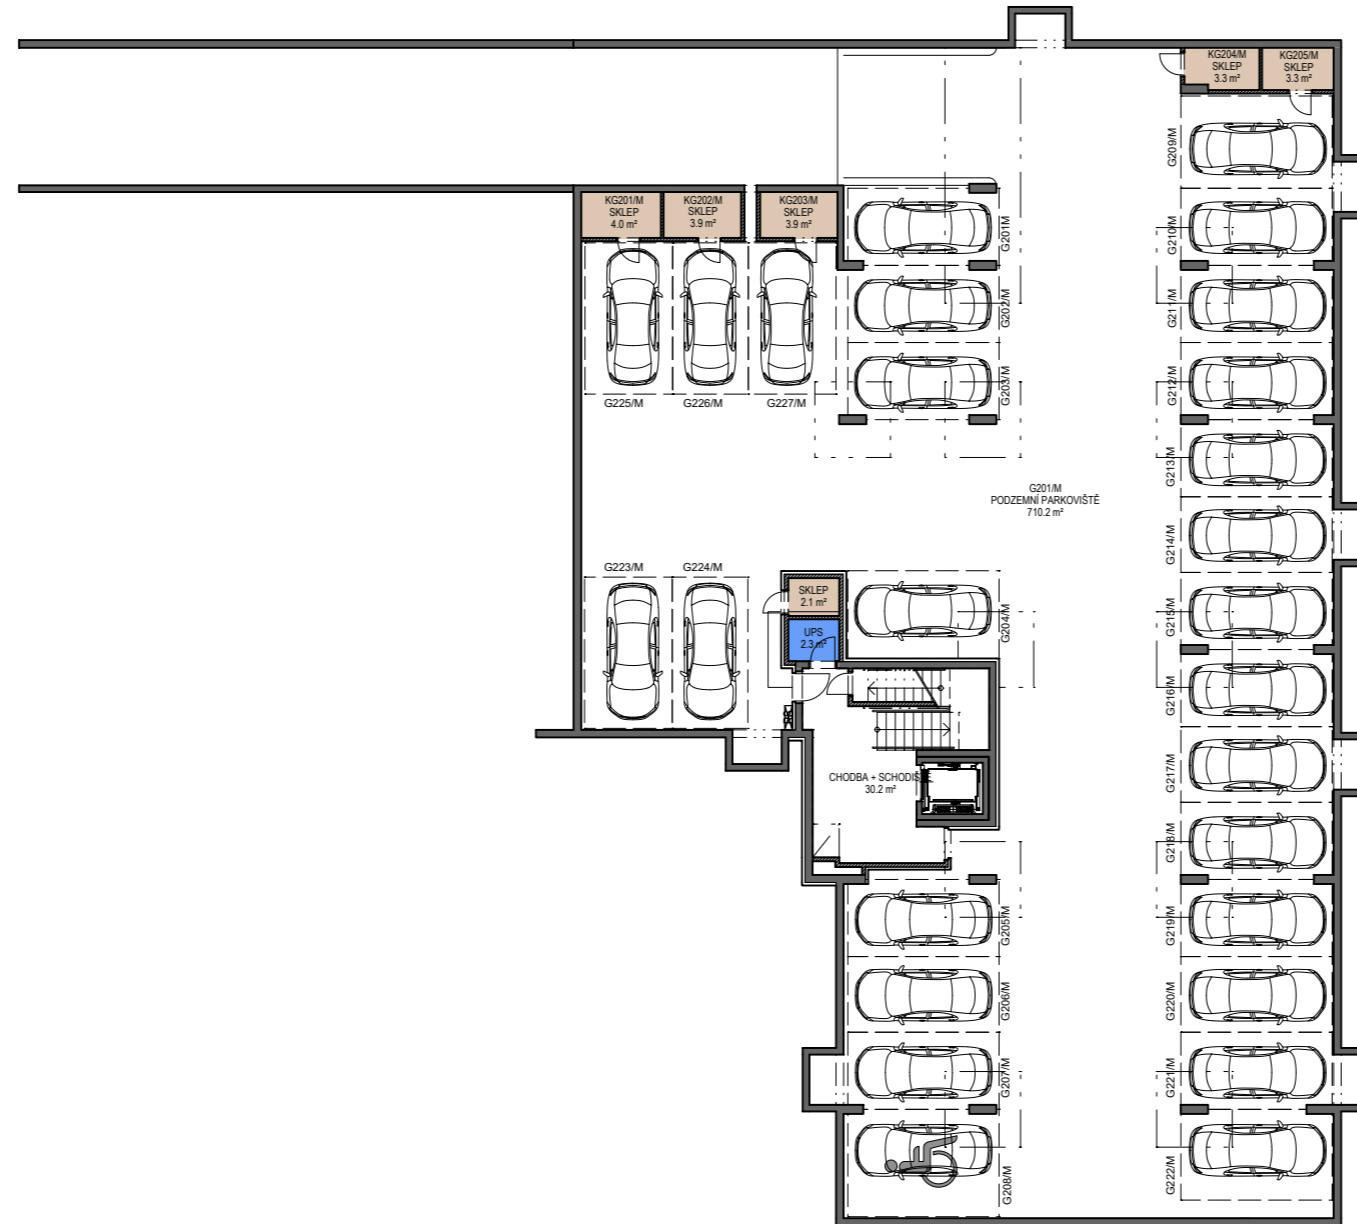 KG204/M
SKLEP
3.3 m²
KG205/M
SKLEP
3.3 m²
G209/M
KG201/M
SKLEP
4.0 m²
KG202/M
SKLEP
3.9 m²
KG203/M
SKLEP
3.9 m²
G201M
G210/M
G202/M
G211/M
G203/M
G212/M
G225/M
G226/M
G227/M
G213/M
G201/M
PODZEMNÍ PARKOVIŠTĚ
710.2 m²
G214/M
G223/M
G224/M
SKLEP
2.1 m²
G204/M
G215/M
UPS
2.3 m²
G216/M
G217/M
CHODBA + SCHODIŠTĚ
30.2 m²
G218/M
G205/M
G219/M
G206/M
G220/M
G207/M
G221/M
G208/M
G222/M